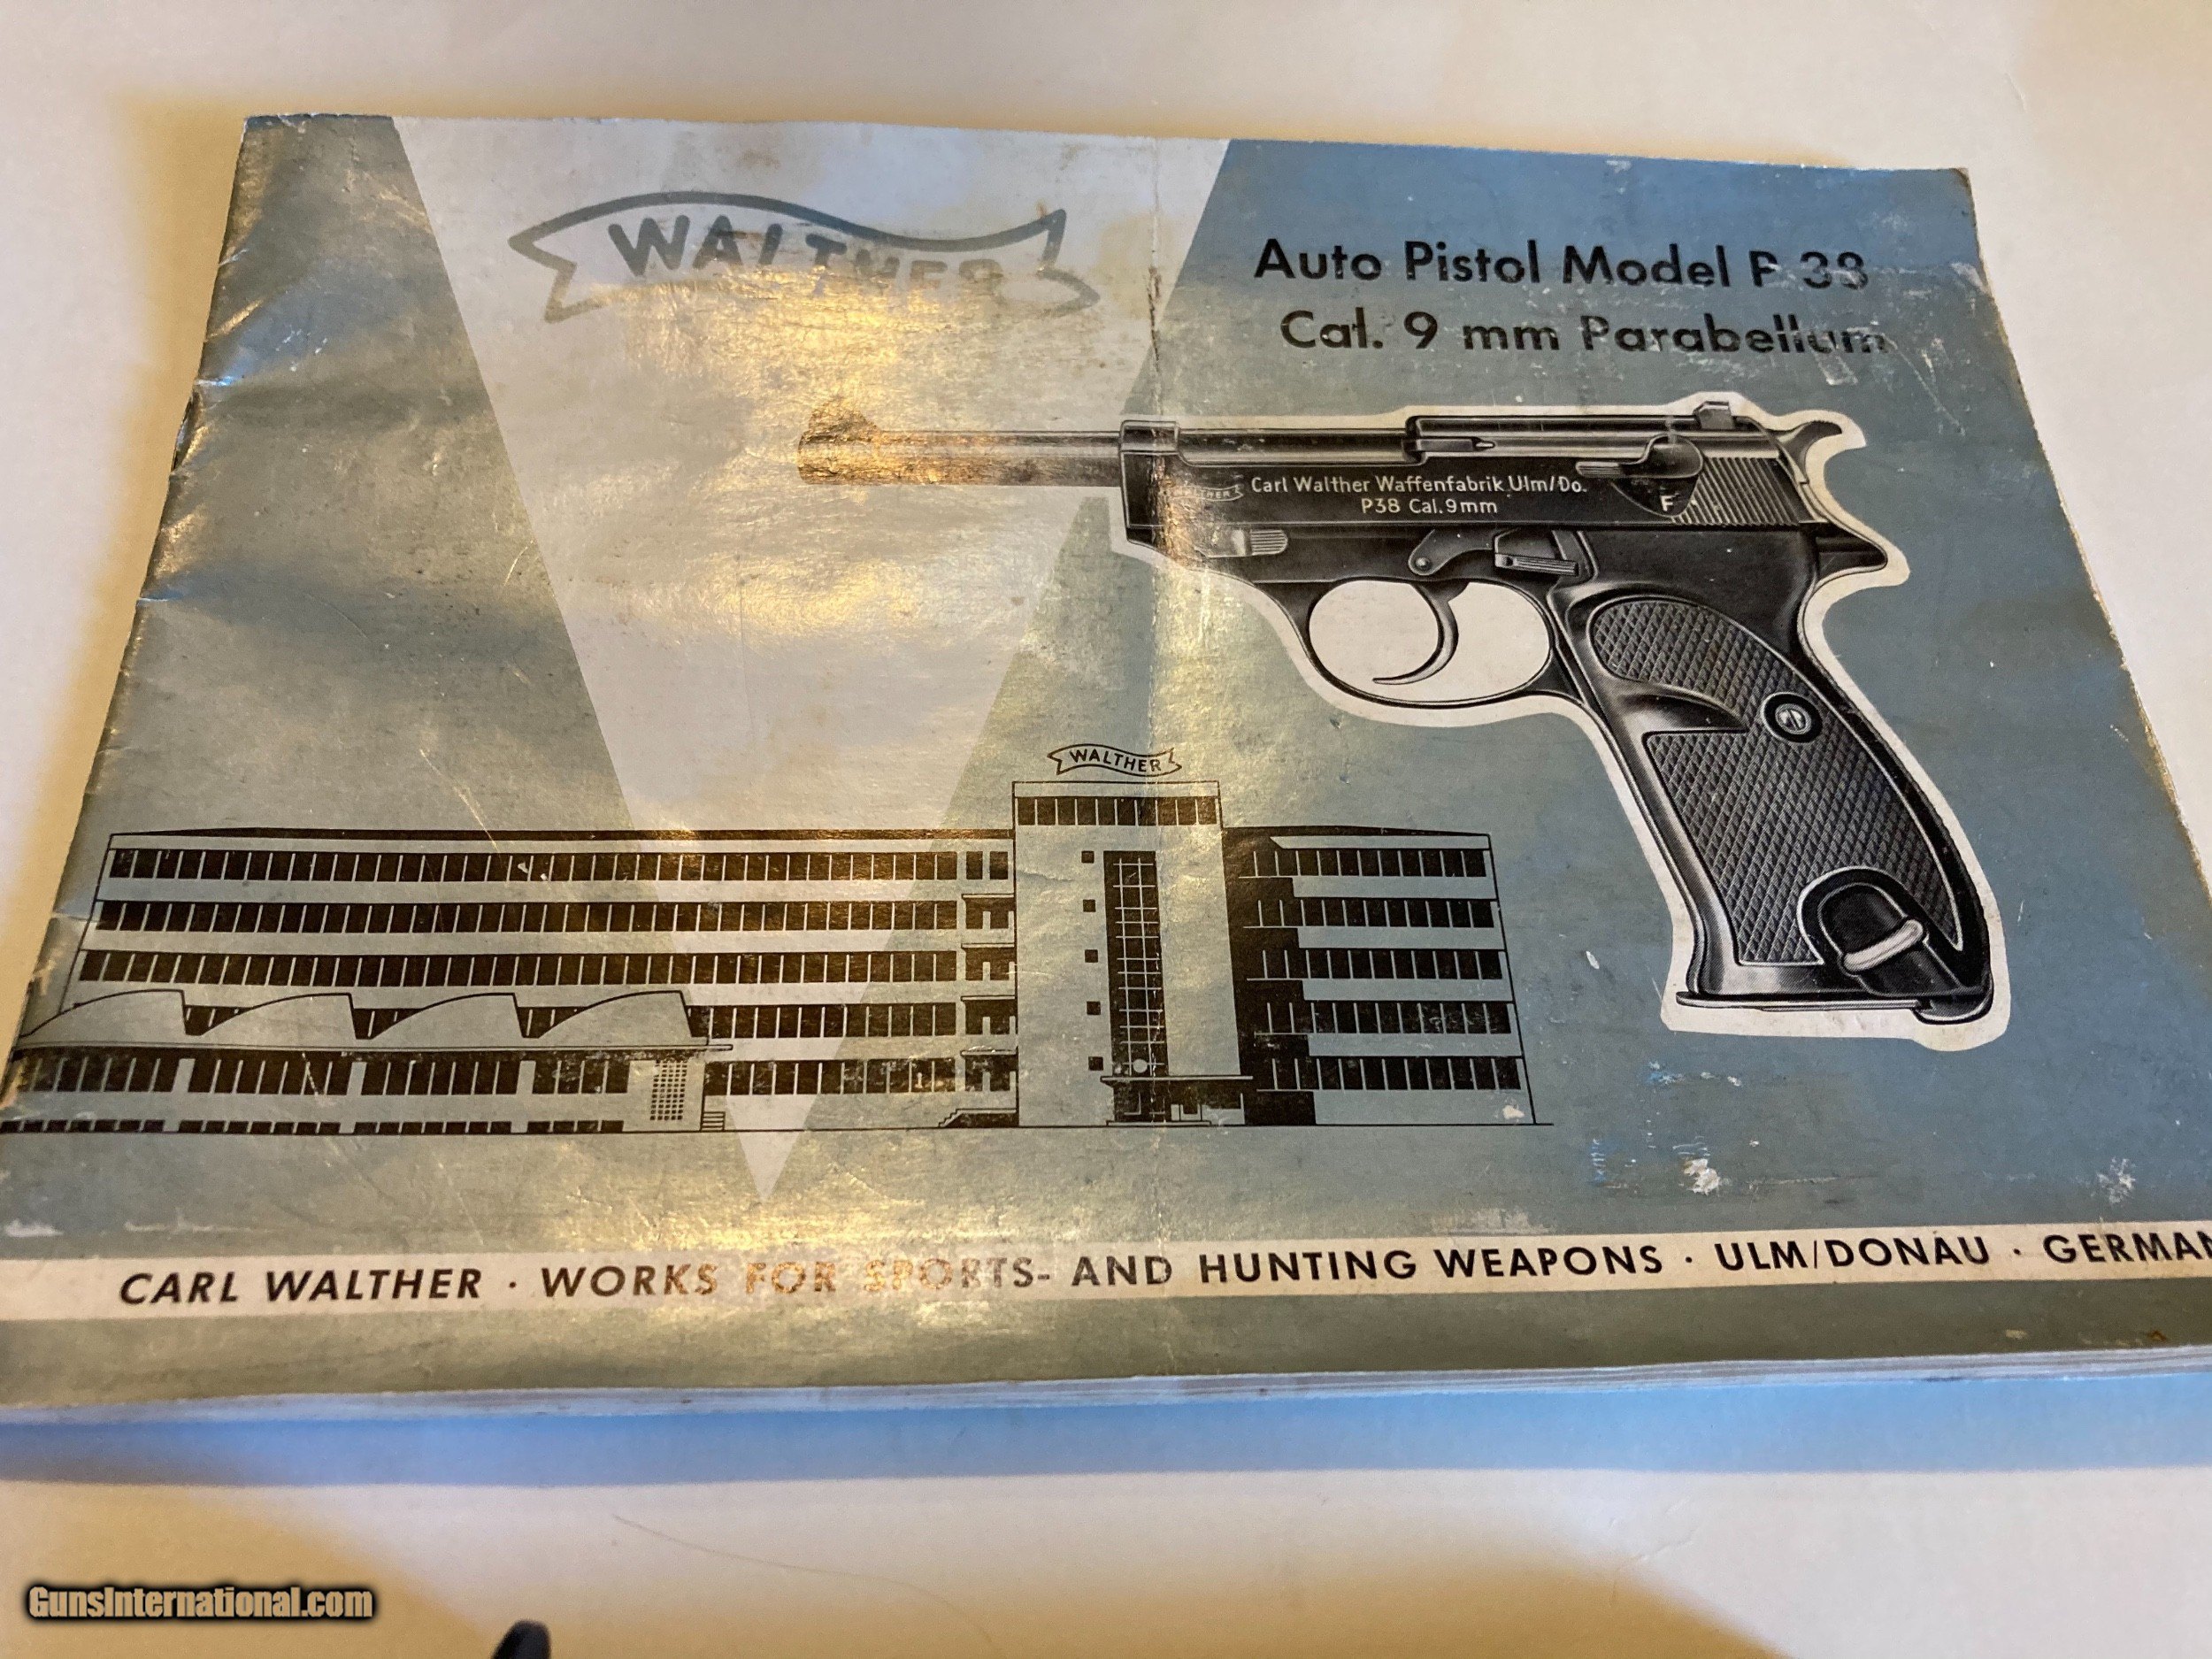 WALTHER
Auto Pistol Model P 38
Cal. 9 mm Parabellum
Carl Walther Waffenfabrik Ulm/Do.
P38 Cal.9mm
F
WALTHER
CARL WALTHER · WORKS FOR SPORTS- AND HUNTING WEAPONS · ULM/DONAU · GERMAN
GunsInternational.com